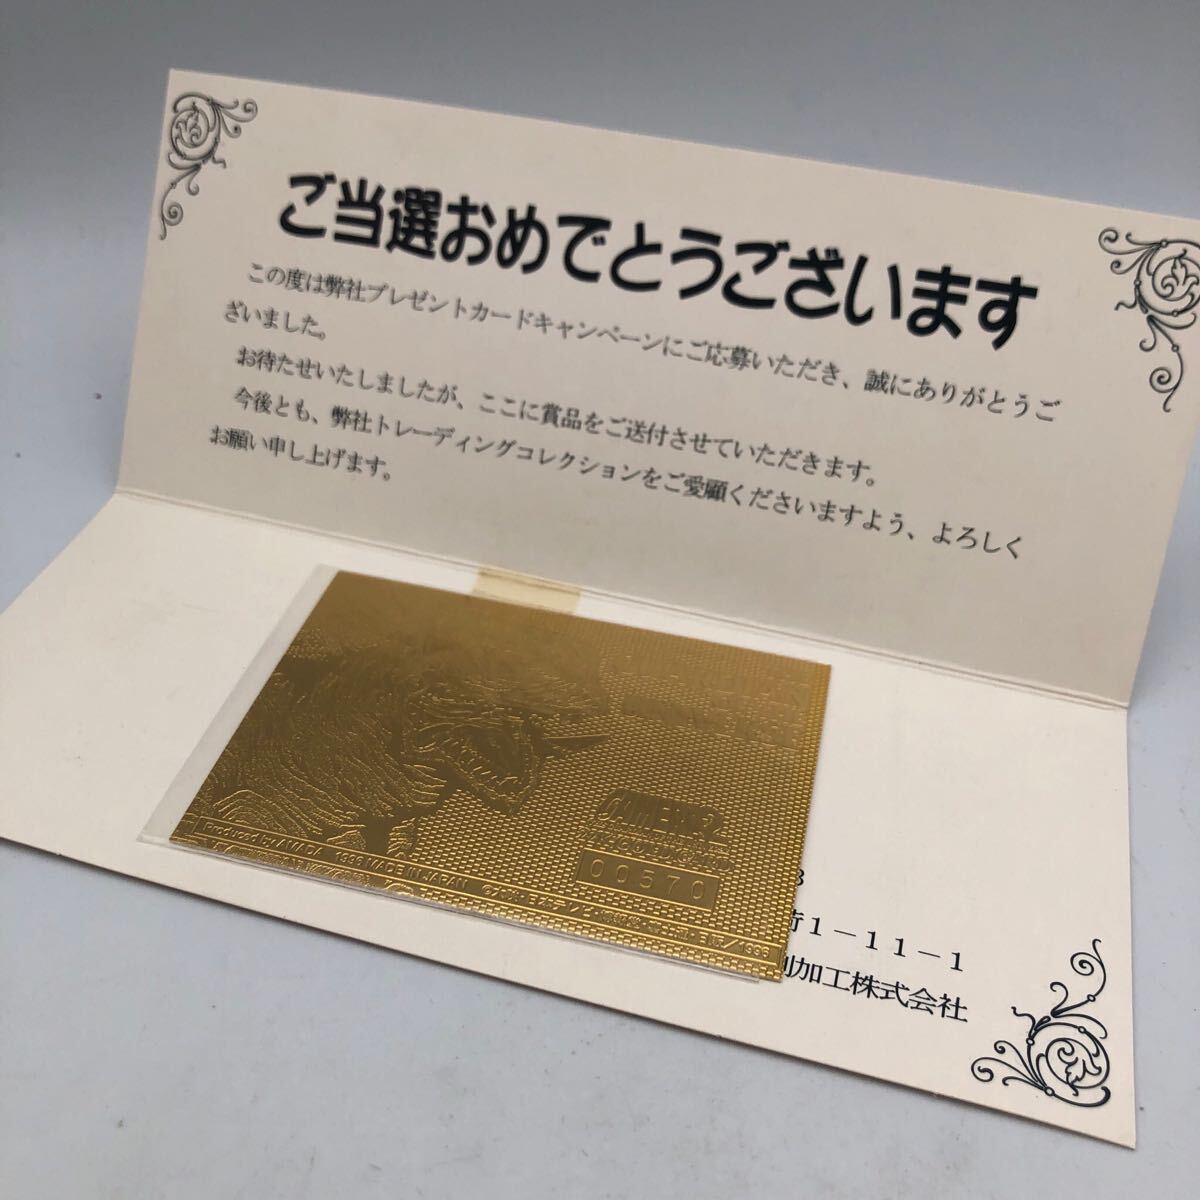 ご当選おめでとうございます
この度は弊社プレゼントカードキャンペーンにご応募いただき、誠にありがとうご
ざいました。
お待たせいたしましたが、ここに賞品をご送付させていただきます。
今後とも、弊社トレーディングコレクションをご愛顧くださいますよう、よろしく
お願い申し上げます。
GAMERA2
24K GOLD CARD
00570
Produced by AMADA 1996 MADE IN JAPAN
1－11－1
加工株式会社